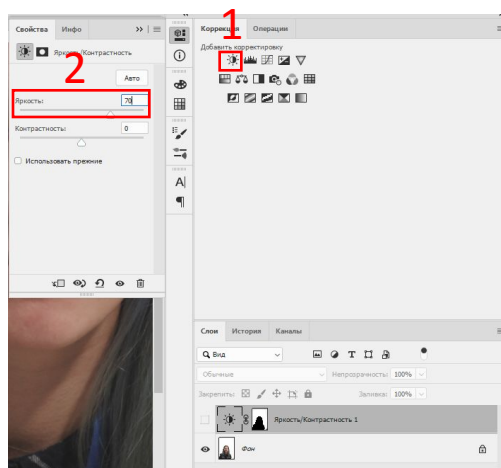 Свойства Инфо
Яркость/Контрастность
2
Авто
Яркость: 70
Контрастность: 0
Использовать прежние
Коррекция Операции
1
Добавить корректировку
Слои История Каналы
Вид
Обычные Непрозрачность: 100%
Закрепить: Заливка: 100%
Яркость/Контрастность 1
Фон